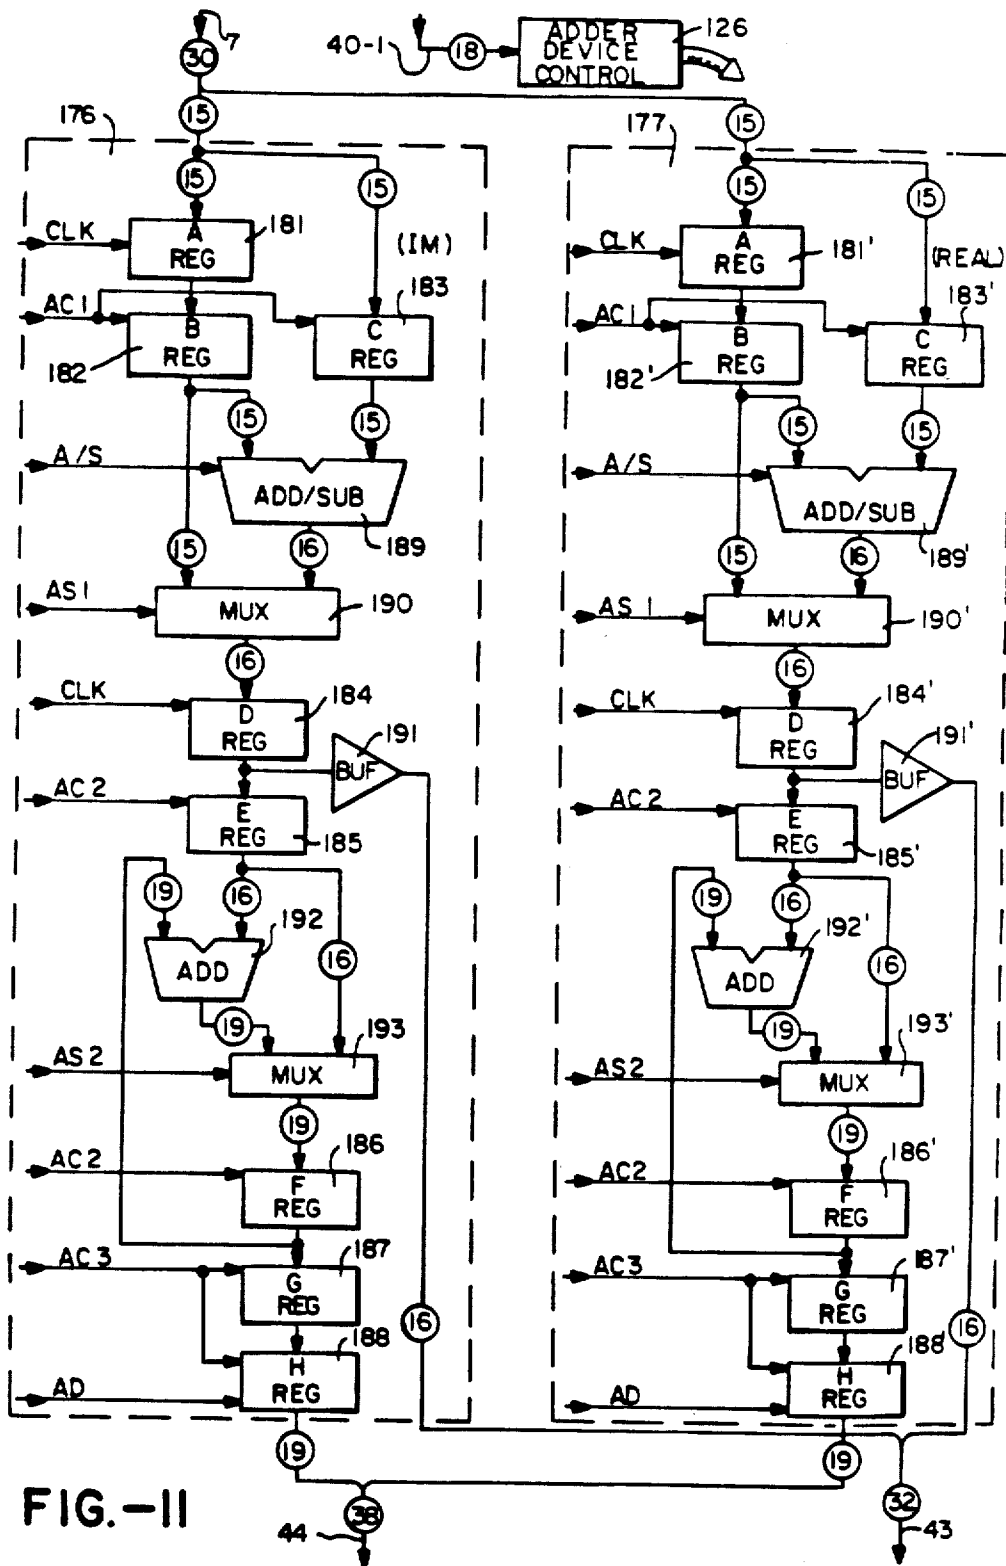 7
30
40-1
18
ADDER
DEVICE
CONTROL
126
176
15
15
15
CLK
A
REG
181
(IM)
183
AC1
B
REG
182
C
REG
15
15
A/S
ADD/SUB
189
15
16
AS1
MUX
190
16
CLK
D
REG
184
191
BUF
AC2
E
REG
185
19
16
192
ADD
16
19
193
AS2
MUX
19
186
AC2
F
REG
187
AC3
G
REG
188
16
H
REG
AD
19
177
15
15
15
CLK
A
REG
181'
(REAL)
183'
AC1
B
REG
182'
C
REG
15
15
A/S
ADD/SUB
189'
15
16
AS1
MUX
190'
16
CLK
D
REG
184'
191'
BUF
AC2
E
REG
185'
19
16
192'
ADD
16
19
193'
AS2
MUX
19
186'
AC2
F
REG
187'
AC3
G
REG
188'
16
H
REG
AD
19
FIG.-11
44
38
32
43